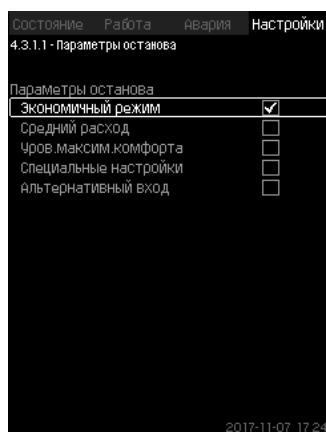 Состояние Работа Авария Настройки
4.3.1.1 - Параметры останова
Параметры останова
Экономичный режим
Средний расход
Уров.максим.комфорта
Специальные настройки
Альтернативный вход
2017-11-07 17:24